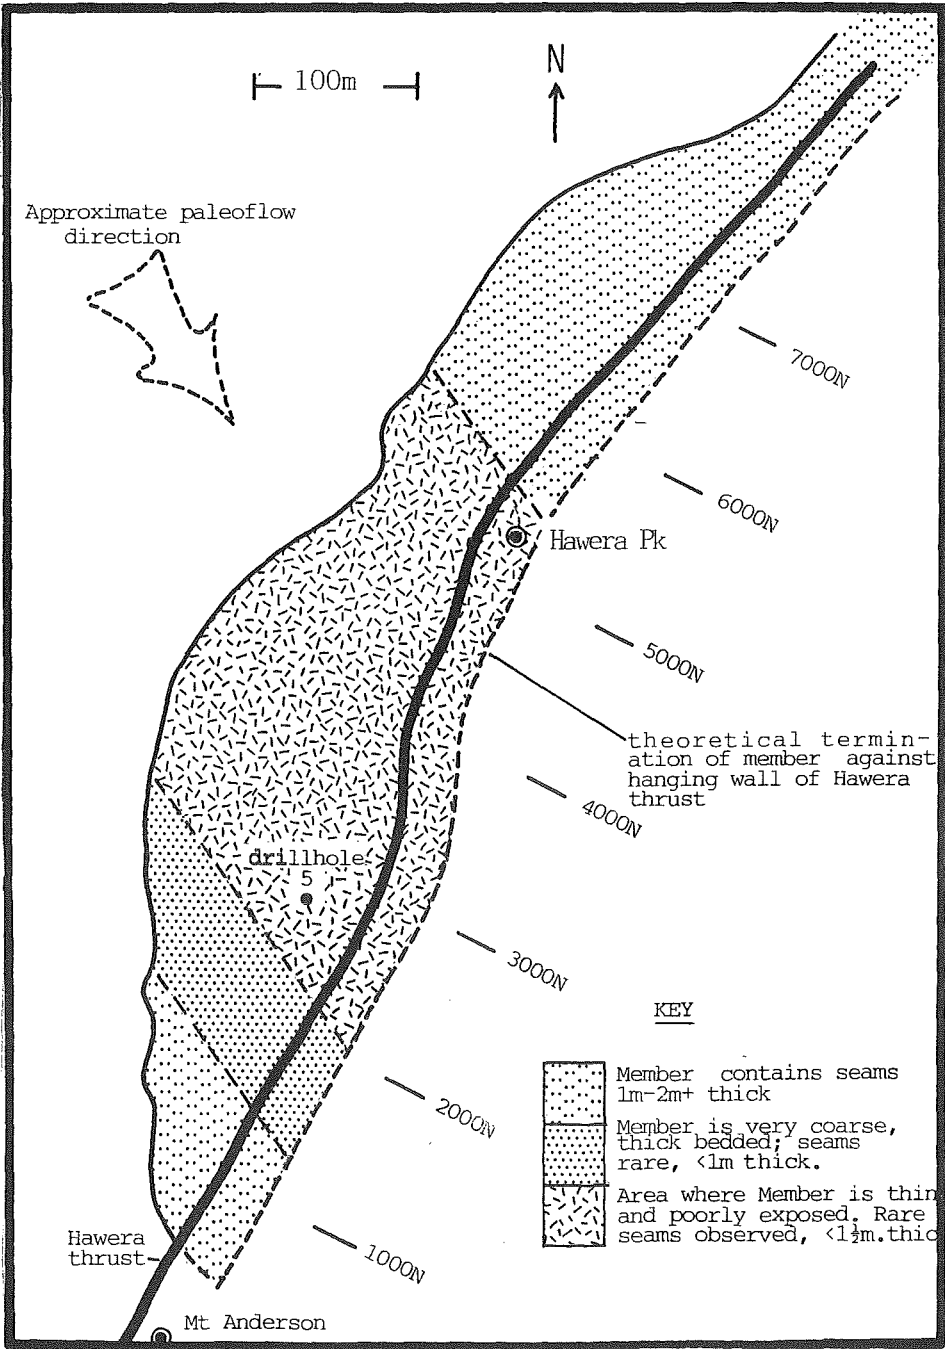 100m
N
Approximate paleoflow
direction
7000N
6000N
Hawera Pk
5000N
theoretical termin-
ation of member against
hanging wall of Hawera
thrust
4000N
drillhole
5
3000N
KEY
Member contains seams
1m-2m+ thick
2000N
Member is very coarse,
thick bedded; seams
rare, <1m thick.
Area where Member is thin
and poorly exposed. Rare
seams observed, <1½m.thic
Hawera
thrust
1000N
Mt Anderson